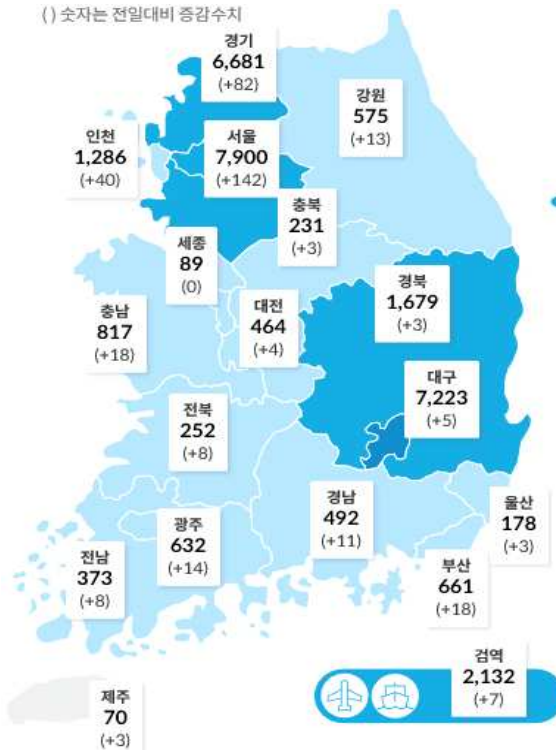 ( ) 숫자는 전일대비 증감수치
경기
6,681
(+82)
강원
575
(+13)
인천
1,286
(+40)
서울
7,900
(+142)
충북
231
(+3)
세종
89
(0)
경북
1,679
(+3)
충남
817
(+18)
대전
464
(+4)
대구
7,223
(+5)
전북
252
(+8)
경남
492
(+11)
울산
178
(+3)
광주
632
(+14)
전남
373
(+8)
부산
661
(+18)
검역
2,132
(+7)
제주
70
(+3)